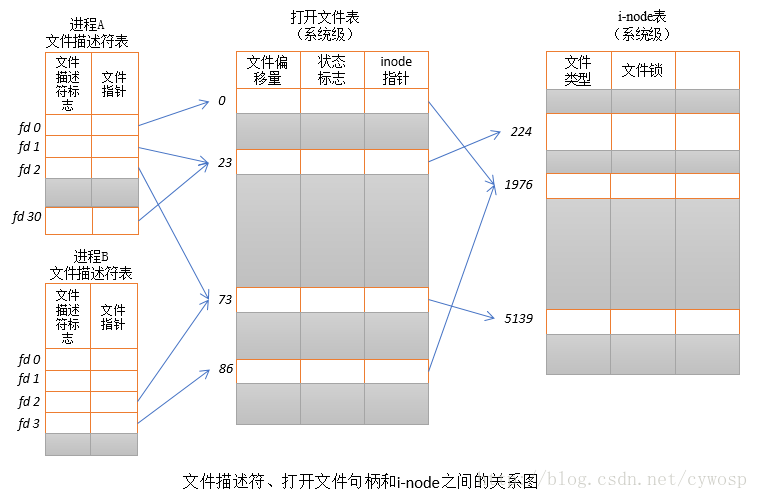 进程A
文件描述符表
文件
描述
符标
志
文件
指针
fd 0
fd 1
fd 2
fd 30
进程B
文件描述符表
文件
描述
符标
志
文件
指针
fd 0
fd 1
fd 2
fd 3
打开文件表
（系统级）
文件偏
移量
状态
标志
inode
指针
0
23
73
86
i-node表
（系统级）
文件
类型
文件锁
224
1976
5139
文件描述符、打开文件句柄和i-node之间的关系图
http://blog.csdn.net/cywosp